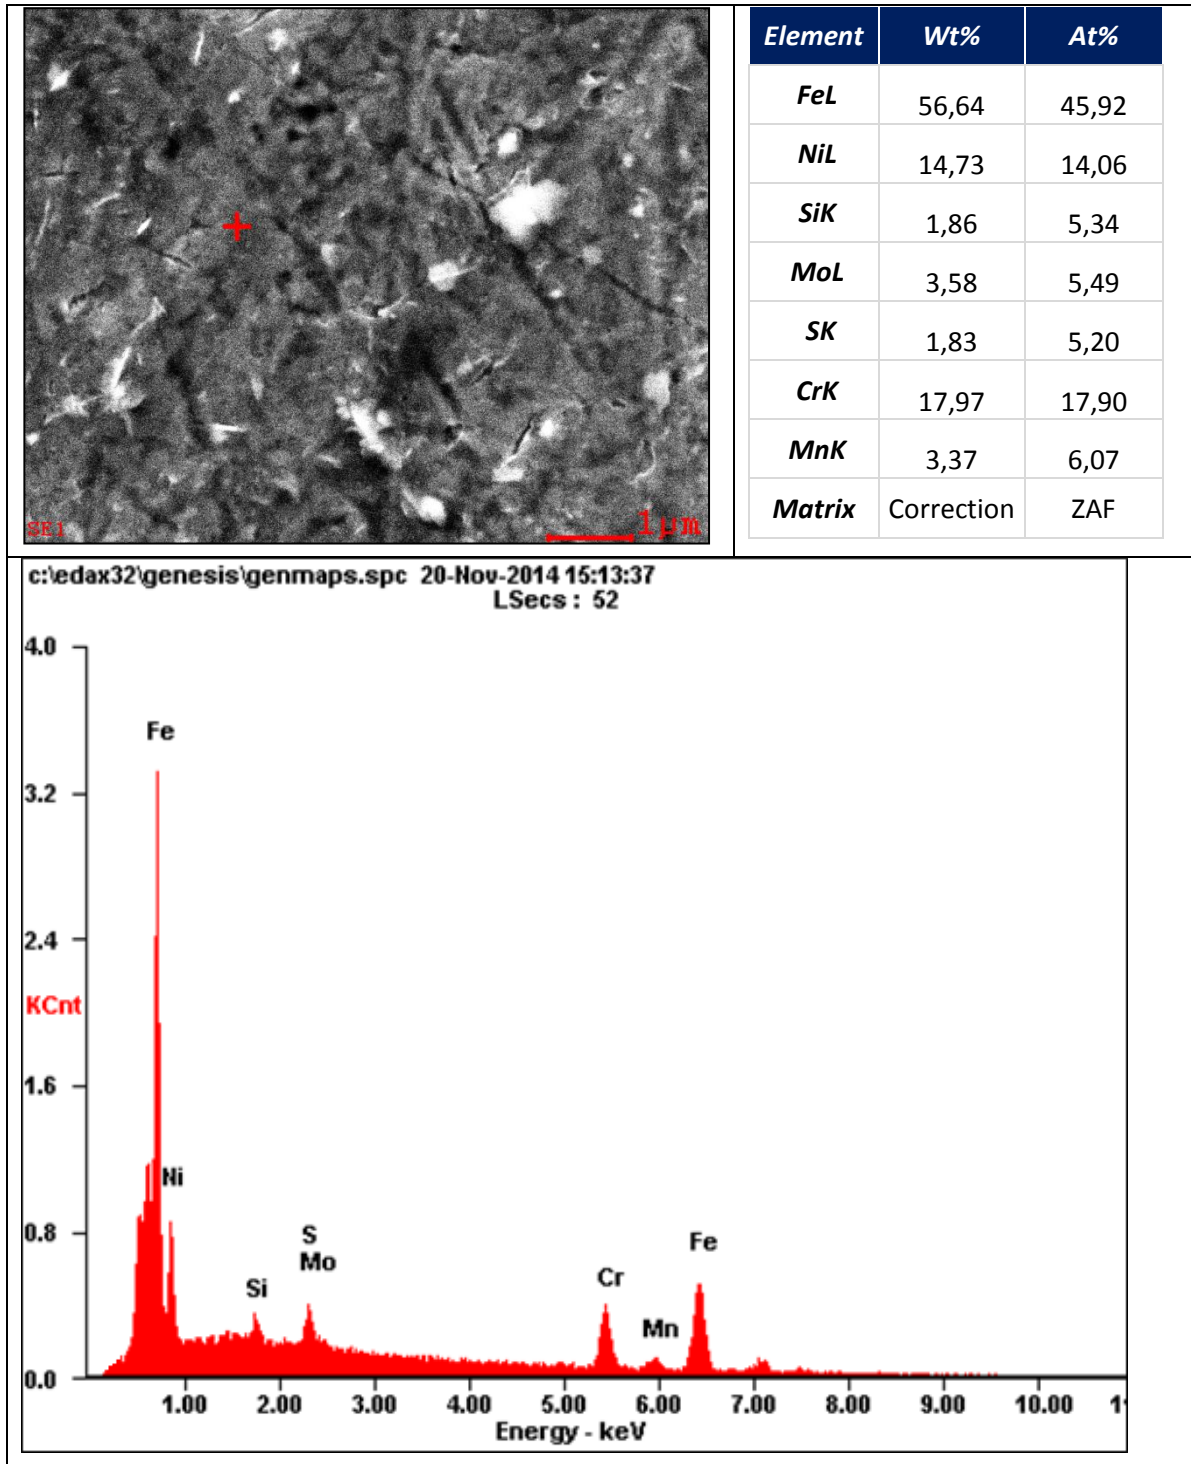 SE1
1 µm
Element Wt% At%
FeL 56,64 45,92
NiL 14,73 14,06
SiK 1,86 5,34
MoL 3,58 5,49
SK 1,83 5,20
CrK 17,97 17,90
MnK 3,37 6,07
Matrix Correction ZAF
c:\edax32\genesis\genmaps.spc 20-Nov-2014 15:13:37
LSecs : 52
4.0
Fe
3.2
2.4
KCnt
1.6
Ni
0.8
S
Mo
Fe
Si
Cr
Mn
0.0
1.00 2.00 3.00 4.00 5.00 6.00 7.00 8.00 9.00 10.00
Energy - keV